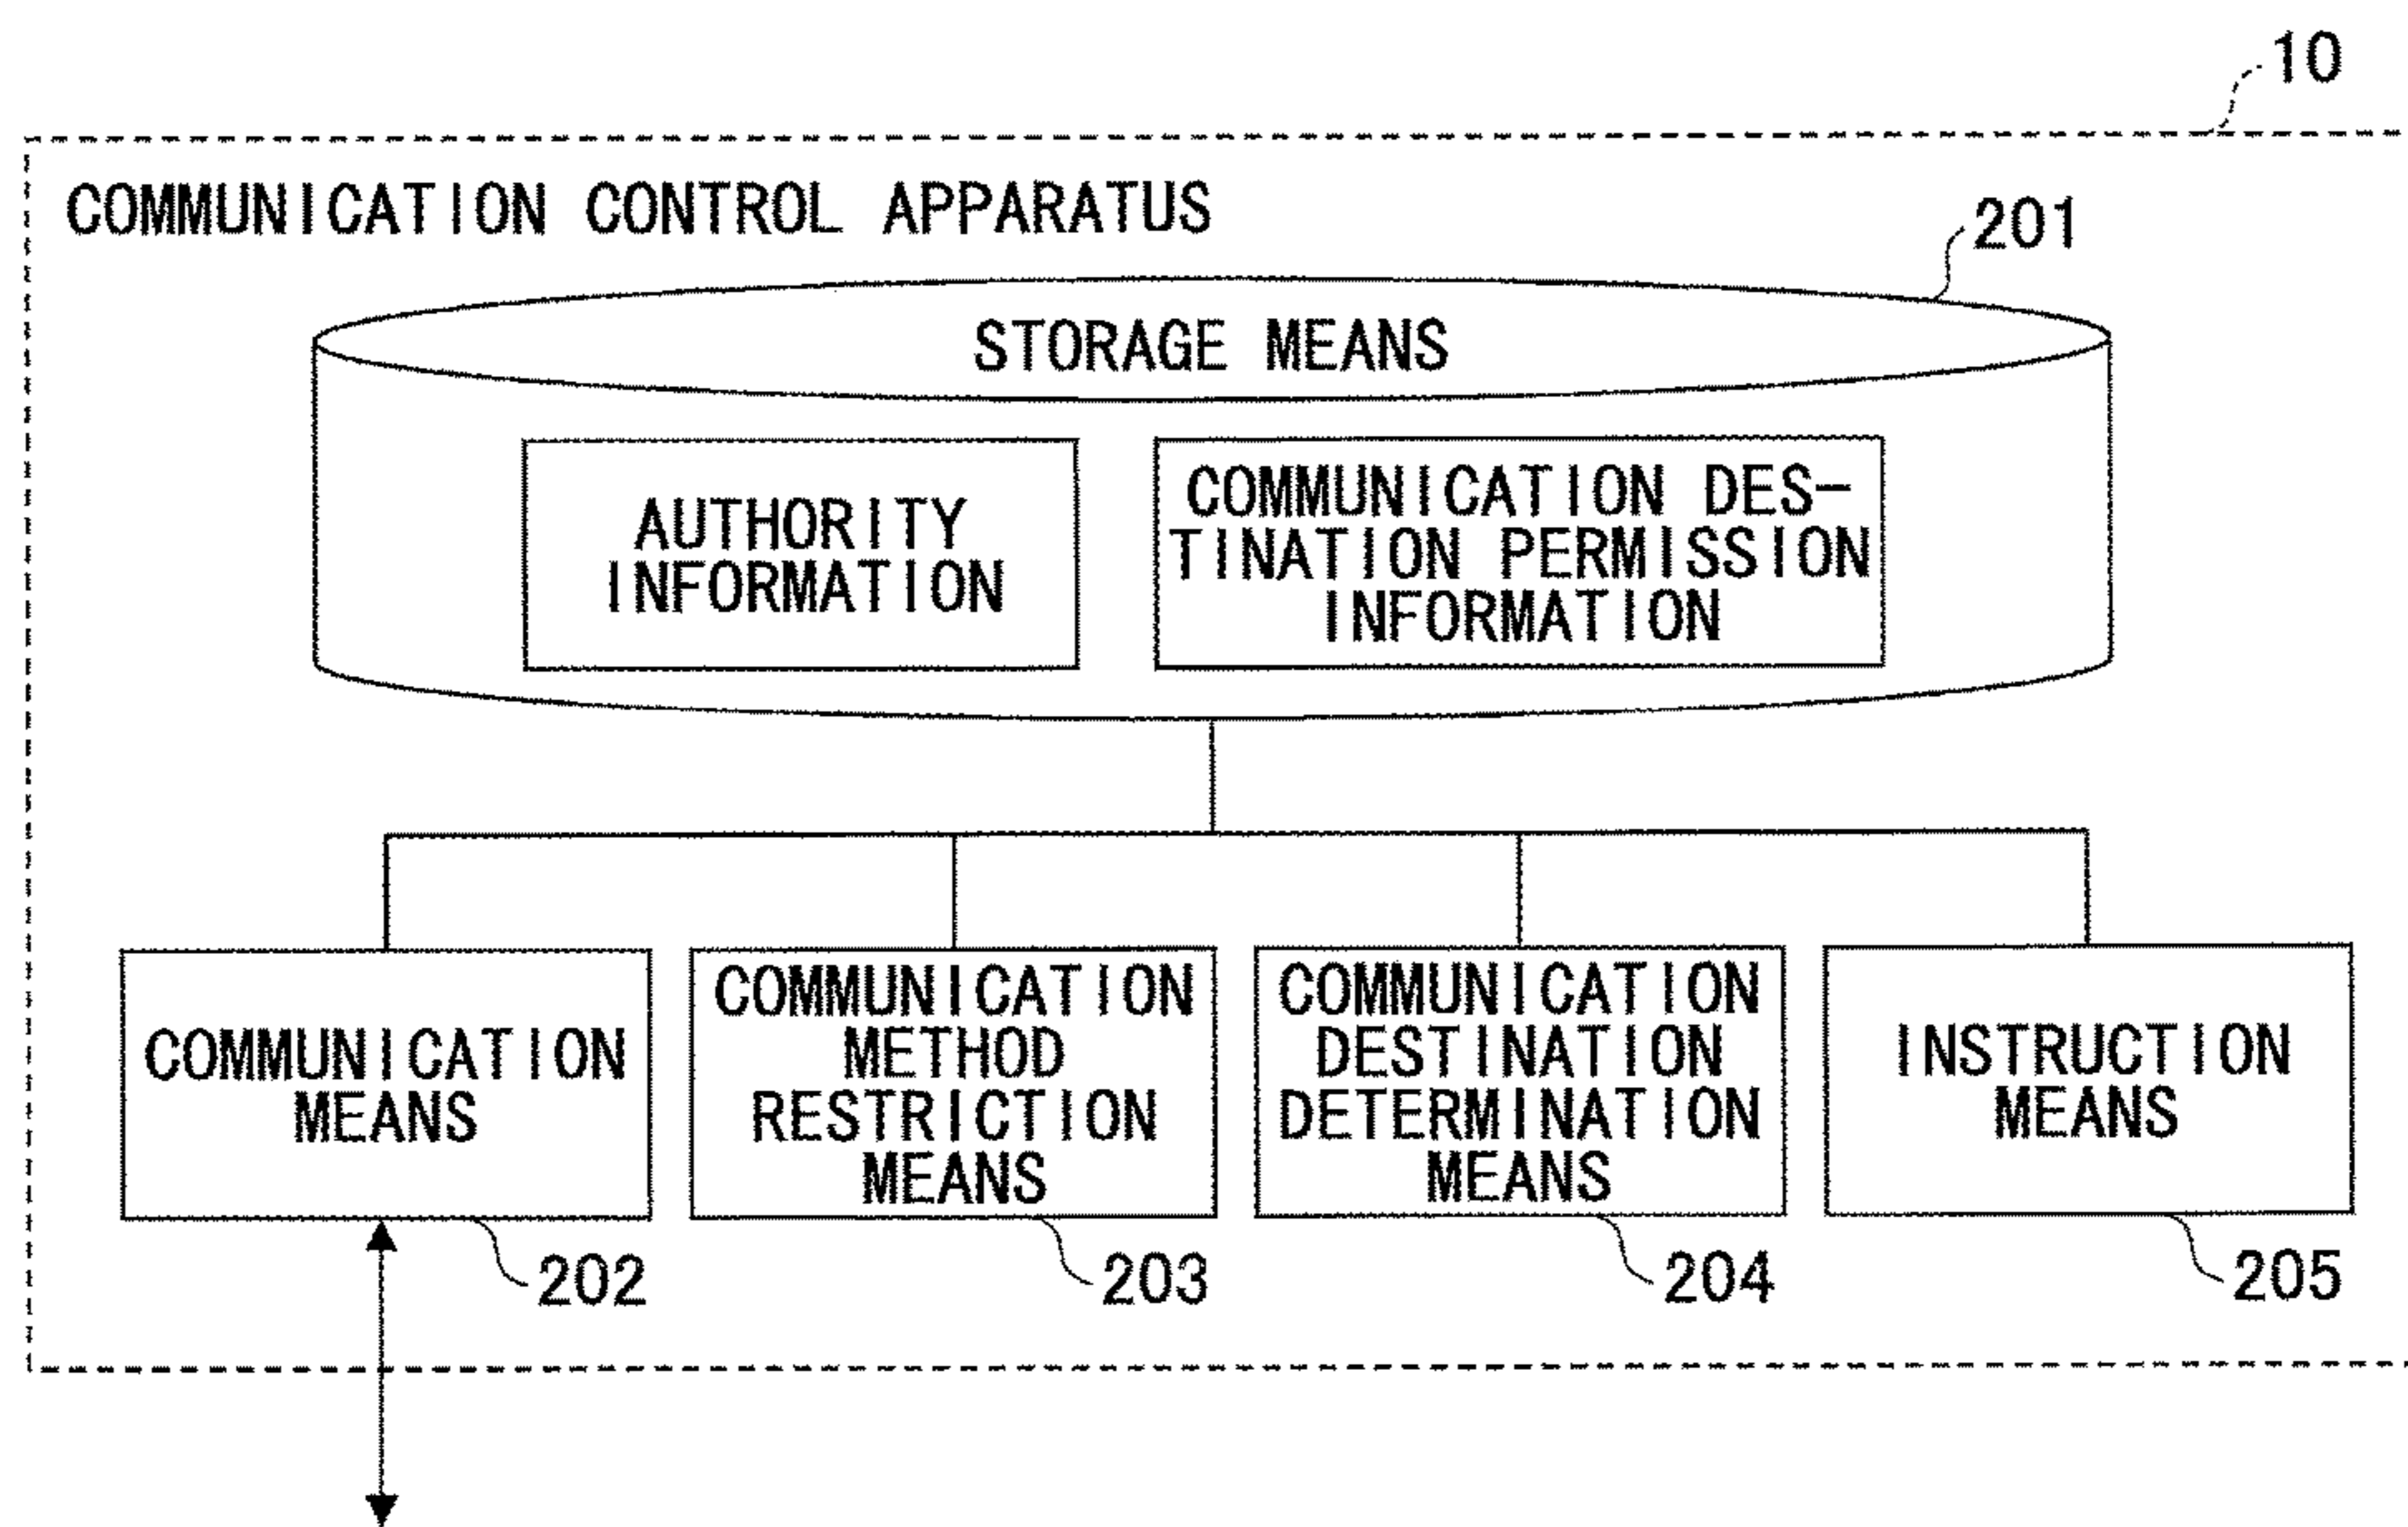 10
COMMUNICATION CONTROL APPARATUS
201
STORAGE MEANS
AUTHORITY
INFORMATION
COMMUNICATION DES-
TINATION PERMISSION
INFORMATION
COMMUNICATION
MEANS
COMMUNICATION
METHOD
RESTRICTION
MEANS
COMMUNICATION
DESTINATION
DETERMINATION
MEANS
INSTRUCTION
MEANS
202
203
204
205